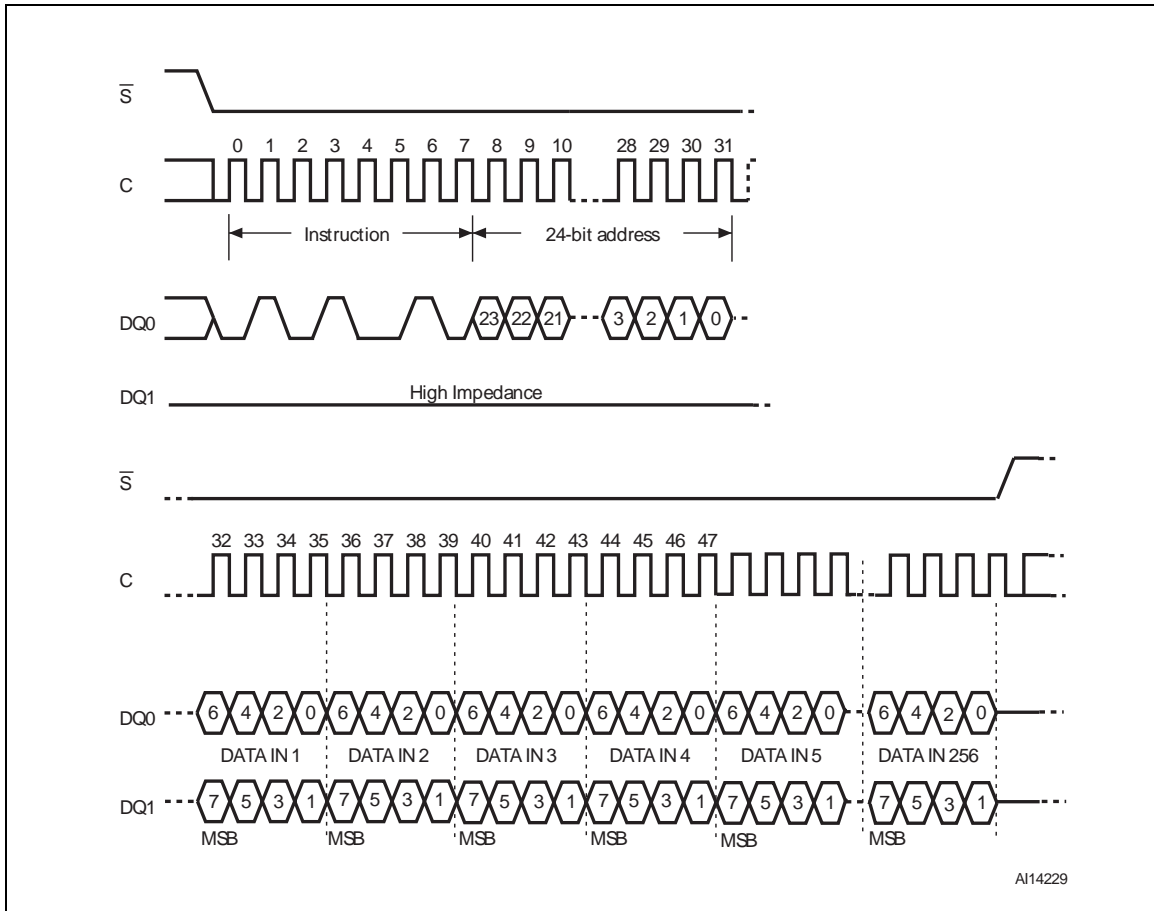 S
0 1 2 3 4 5 6 7 8 9 10 28 29 30 31
C
Instruction 24-bit address
DQ0 23 22 21 3 2 1 0
High Impedance
DQ1
S
32 33 34 35 36 37 38 39 40 41 42 43 44 45 46 47
C
DQ0 6 4 2 0 6 4 2 0 6 4 2 0 6 4 2 0 6 4 2 0 6 4 2 0
DATA IN 1 DATA IN 2 DATA IN 3 DATA IN 4 DATA IN 5 DATA IN 256
DQ1 7 5 3 1 7 5 3 1 7 5 3 1 7 5 3 1 7 5 3 1 7 5 3 1
MSB MSB MSB MSB MSB MSB
AI14229